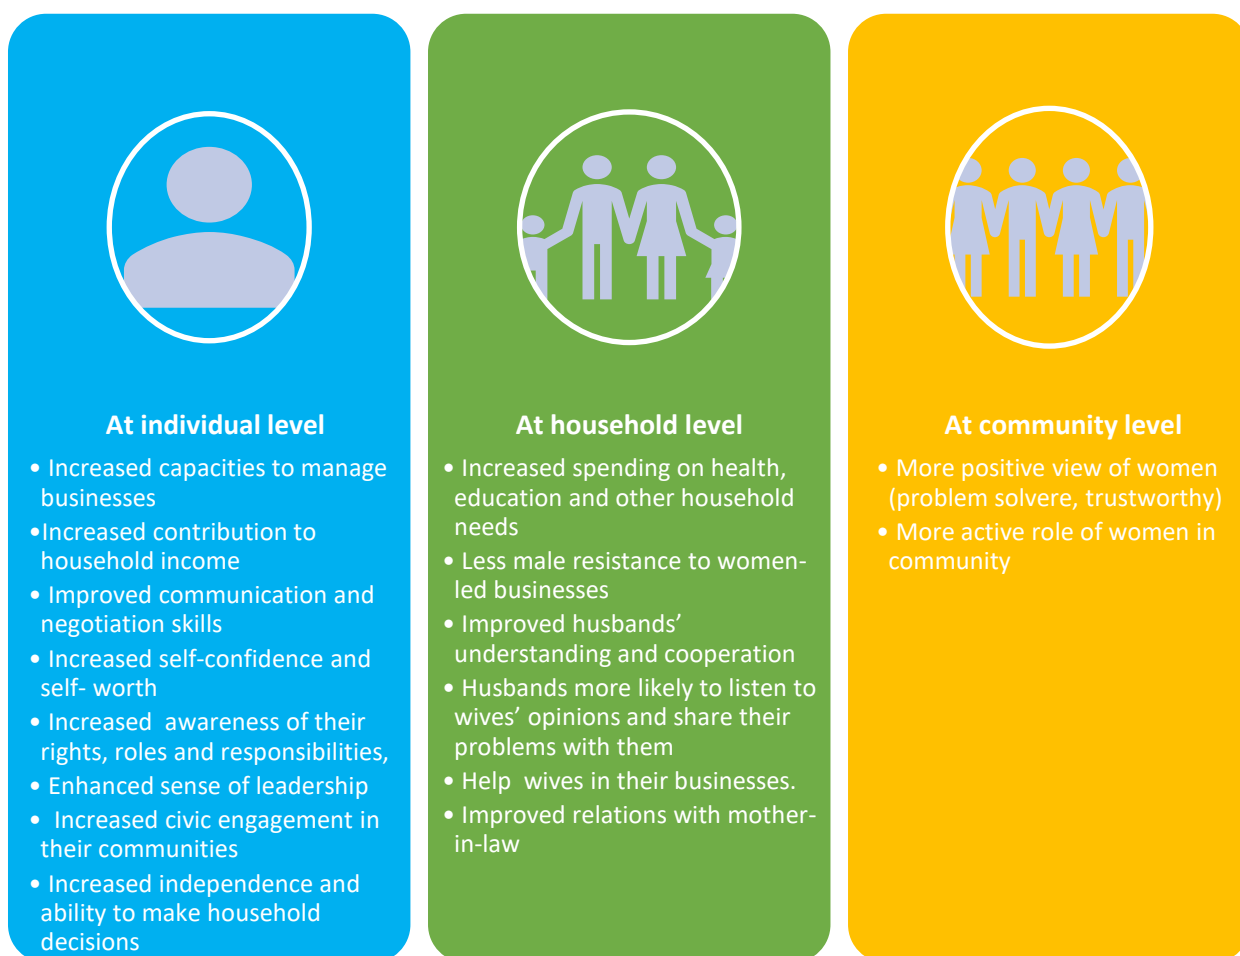 At individual level
• Increased capacities to manage
businesses
•Increased contribution to
household income
• Improved communication and
negotiation skills
• Increased self-confidence and
self- worth
• Increased  awareness of their
rights, roles and responsibilities,
• Enhanced sense of leadership
•  Increased civic engagement in
their communities
• Increased independence and
ability to make household
decisions
At household level
• Increased spending on health,
education and other household
needs
• Less male resistance to women-
led businesses
• Improved husbands’
understanding and cooperation
• Husbands more likely to listen to
wives’ opinions and share their
problems with them
• Help  wives in their businesses.
• Improved relations with mother-
in-law
At community level
• More positive view of women
(problem solvere, trustworthy)
• More active role of women in
community